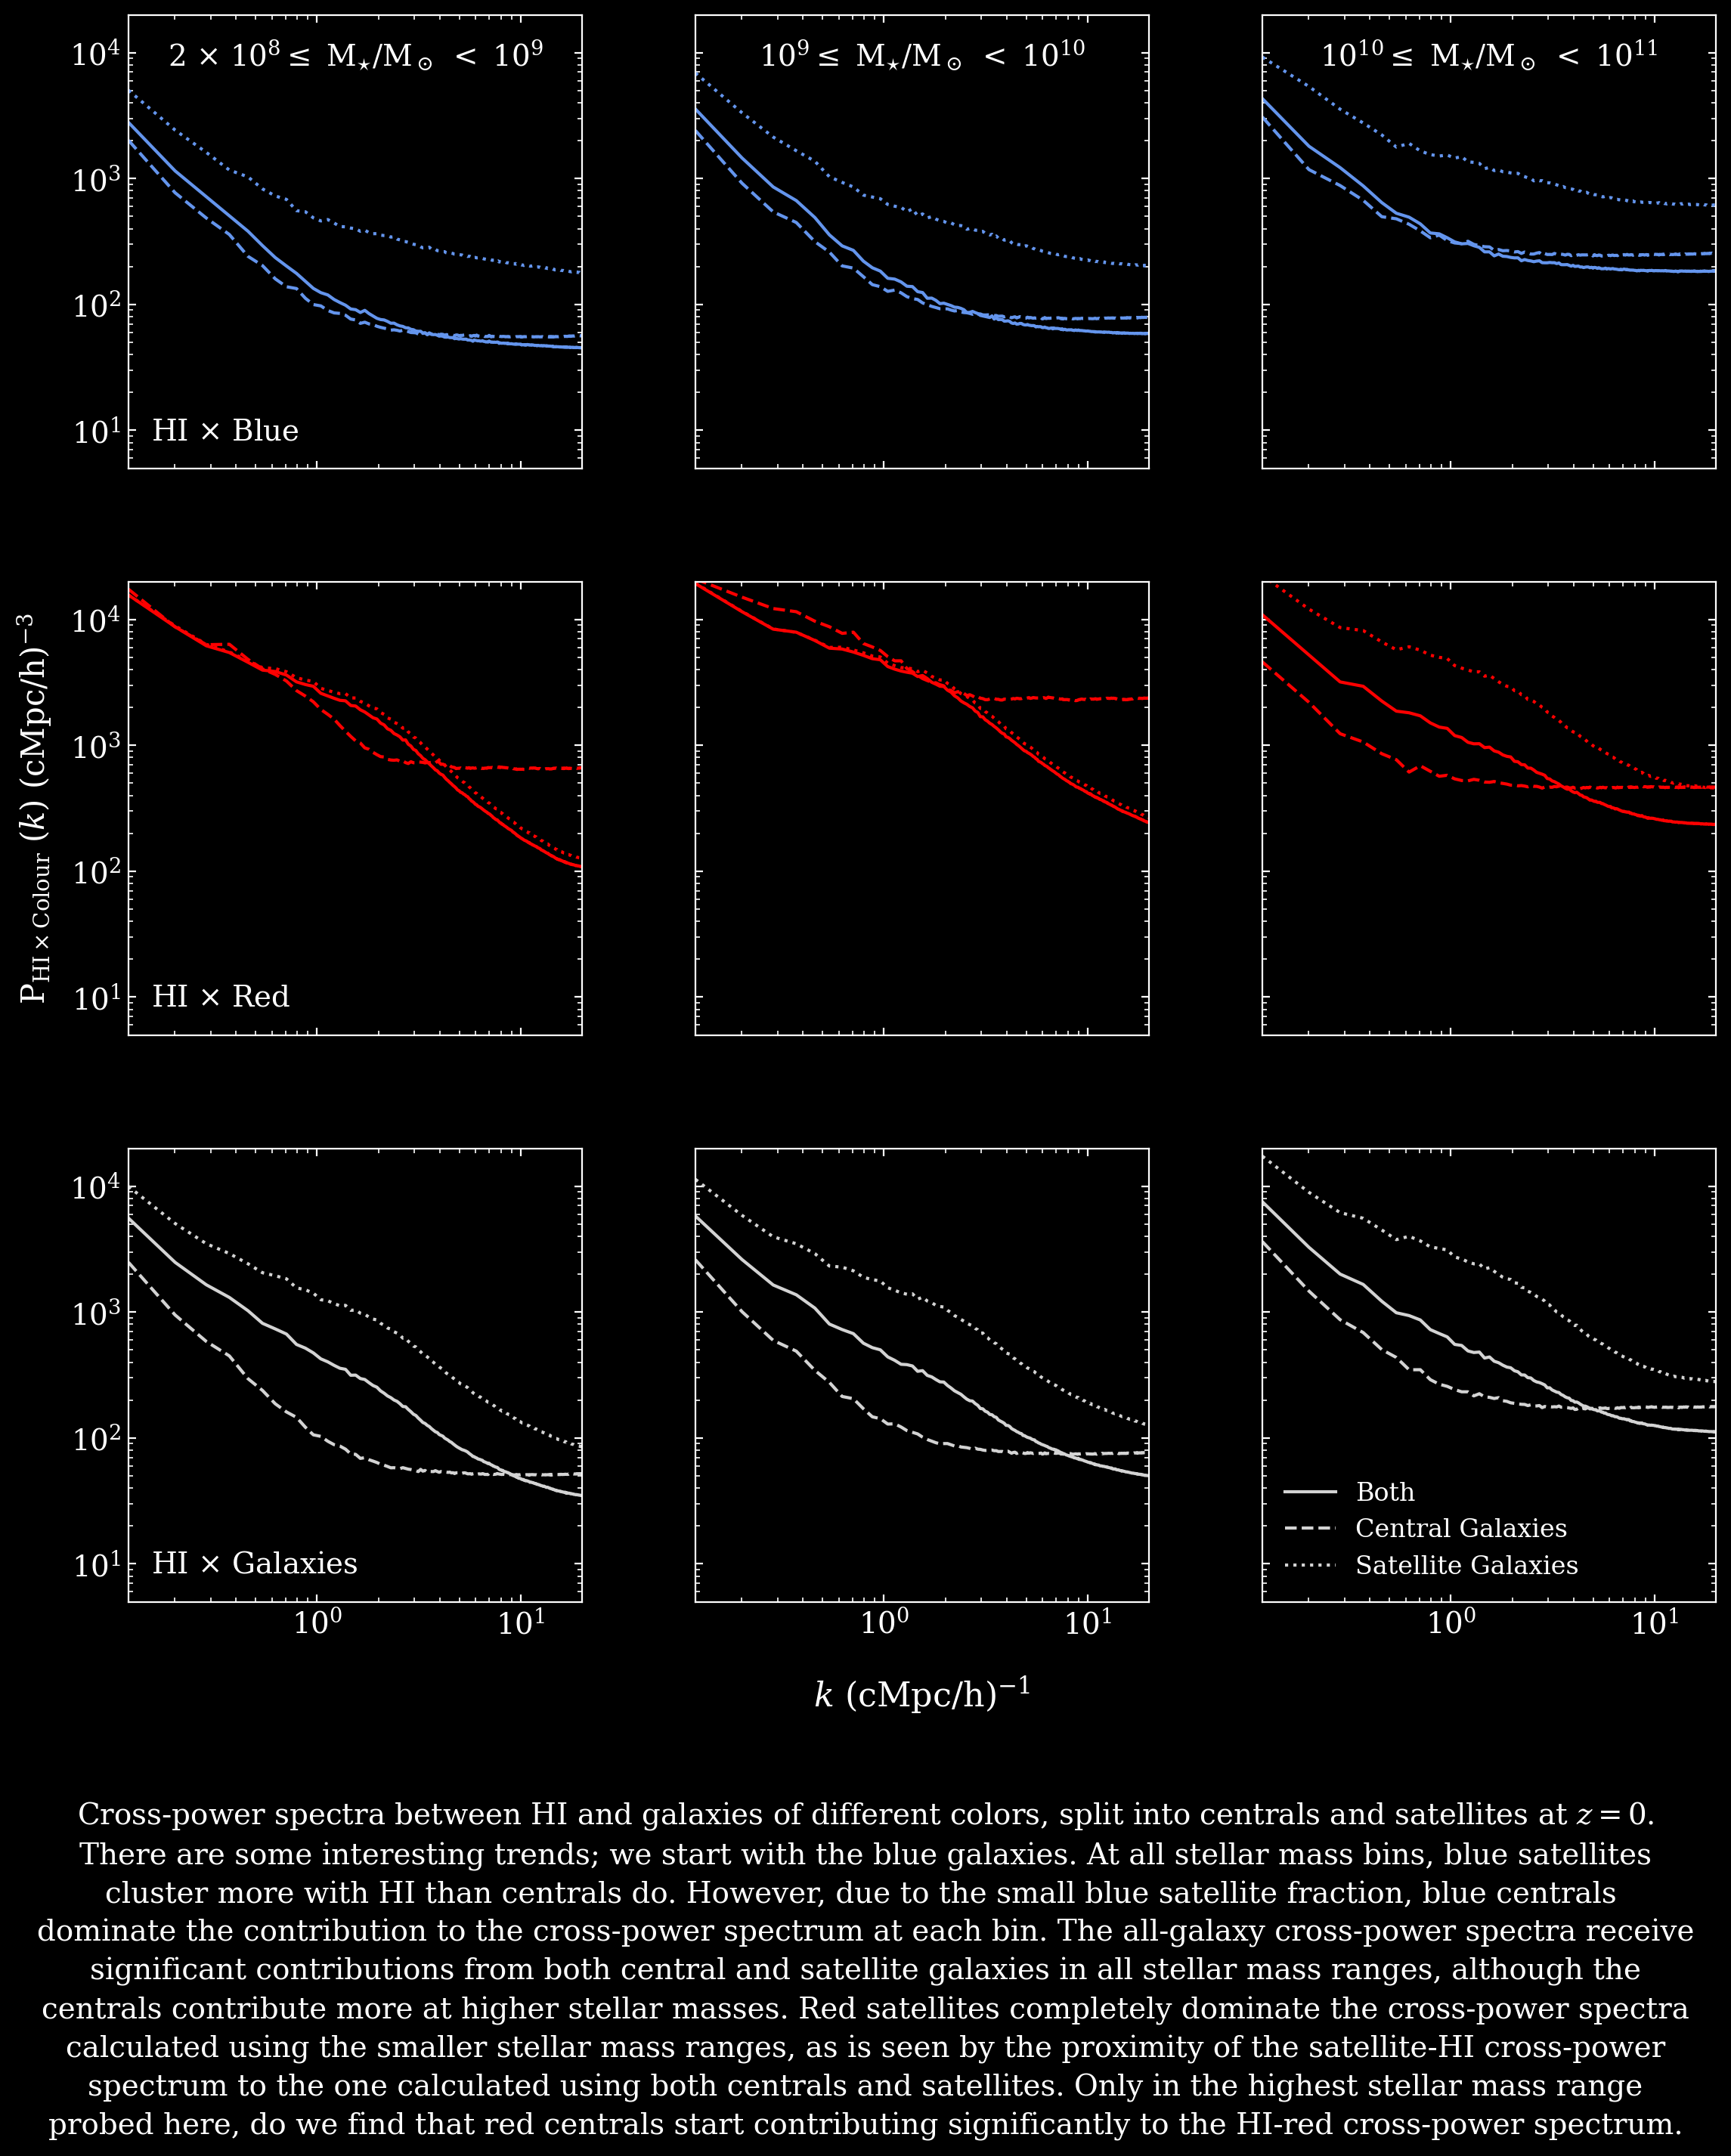 10⁴
2 × 10⁸ ≤ M⋆/M⊙ < 10⁹
10⁹ ≤ M⋆/M⊙ < 10¹⁰
10¹⁰ ≤ M⋆/M⊙ < 10¹¹
10³
10²
10¹
HI × Blue
10⁴
10³
10²
10¹
HI × Red
P_HI × Colour (k) (cMpc/h)⁻³
10⁴
10³
10²
10¹
HI × Galaxies
Both
Central Galaxies
Satellite Galaxies
10⁰ 10¹ 10⁰ 10¹ 10⁰ 10¹
k (cMpc/h)⁻¹
Cross-power spectra between HI and galaxies of different colors, split into centrals and satellites at z = 0.
There are some interesting trends; we start with the blue galaxies. At all stellar mass bins, blue satellites
cluster more with HI than centrals do. However, due to the small blue satellite fraction, blue centrals
dominate the contribution to the cross-power spectrum at each bin. The all-galaxy cross-power spectra receive
significant contributions from both central and satellite galaxies in all stellar mass ranges, although the
centrals contribute more at higher stellar masses. Red satellites completely dominate the cross-power spectra
calculated using the smaller stellar mass ranges, as is seen by the proximity of the satellite-HI cross-power
spectrum to the one calculated using both centrals and satellites. Only in the highest stellar mass range
probed here, do we find that red centrals start contributing significantly to the HI-red cross-power spectrum.